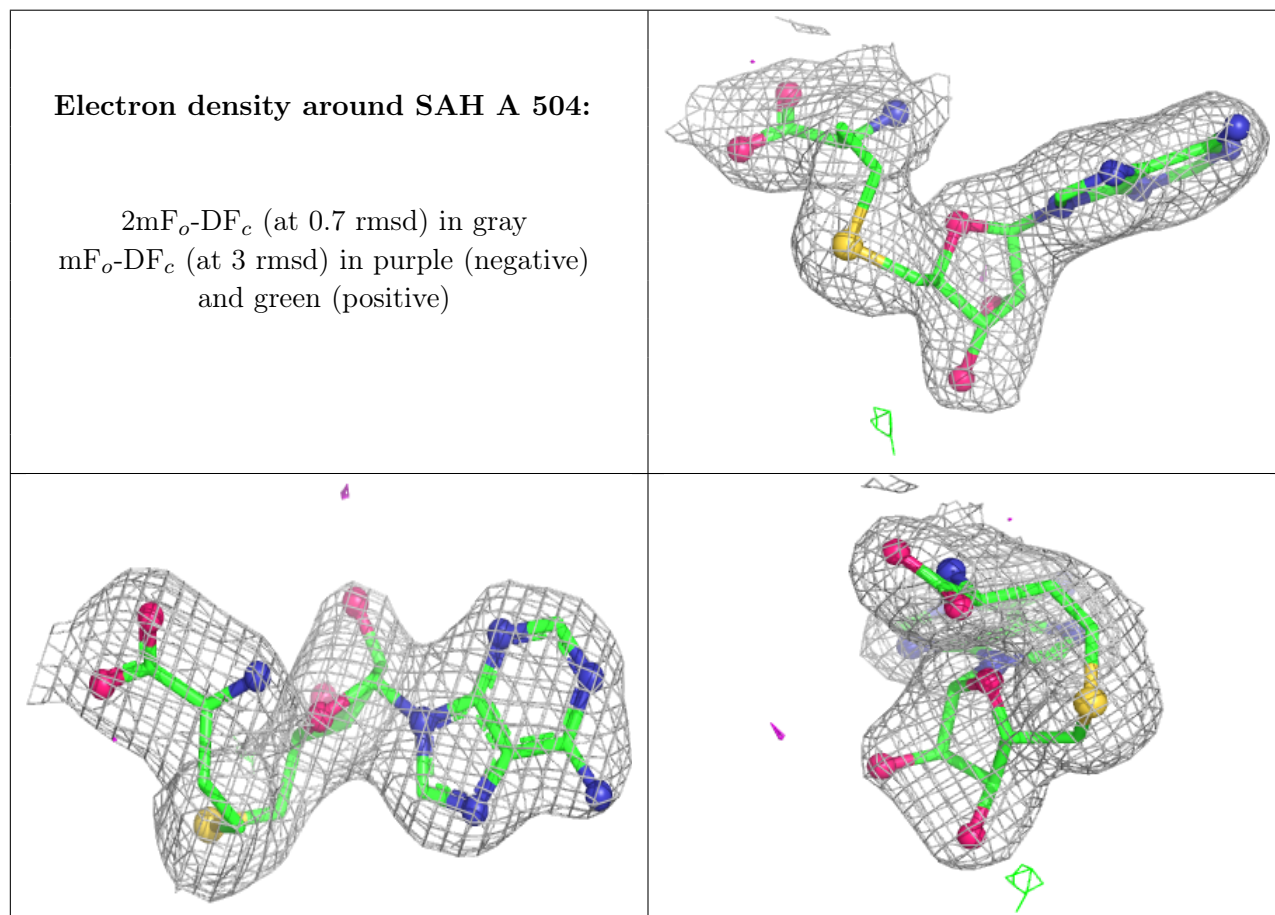 Electron density around SAH A 504:
2mFₒ-DF𝒸 (at 0.7 rmsd) in gray
mFₒ-DF𝒸 (at 3 rmsd) in purple (negative)
and green (positive)